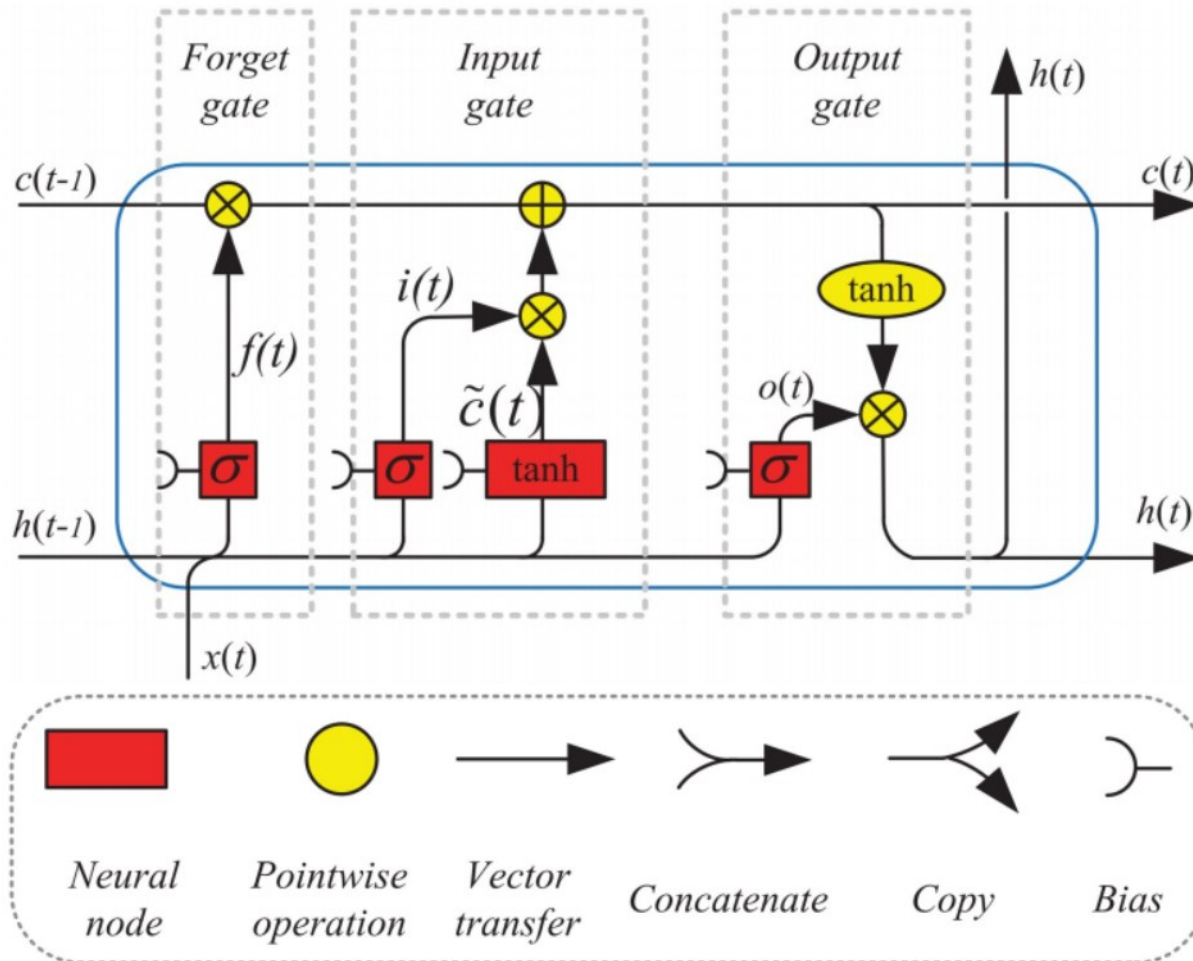 Forget
gate
Input
gate
Output
gate
h(t)
c(t-1)
c(t)
tanh
i(t)
f(t)
c̃(t)
o(t)
σ
σ
tanh
σ
h(t-1)
h(t)
x(t)
Neural
node
Pointwise
operation
Vector
transfer
Concatenate
Copy
Bias